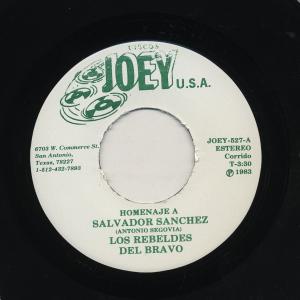 DISCOS
JOEY U.S.A.
6703 W. Commerce St.
San Antonio,
Texas, 78227
1-512-432-7893
JOEY-527-A
ESTEREO
Corrido
T-3:30
Ⓟ 1983
HOMENAJE A
SALVADOR SANCHEZ
(ANTONIO SEGOVIA)
LOS REBELDES
DEL BRAVO